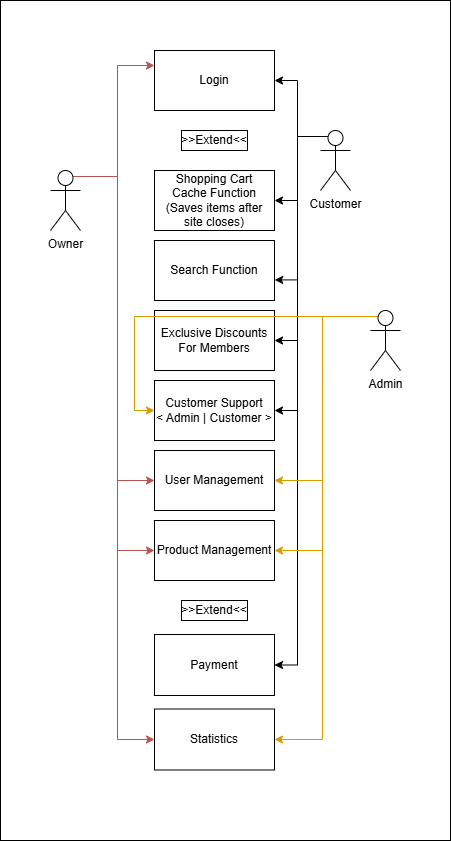 Login
>>Extend<<
Customer
Shopping Cart
Cache Function
(Saves items after
site closes)
Owner
Search Function
Exclusive Discounts
For Members
Admin
Customer Support
< Admin | Customer >
User Management
Product Management
>>Extend<<
Payment
Statistics